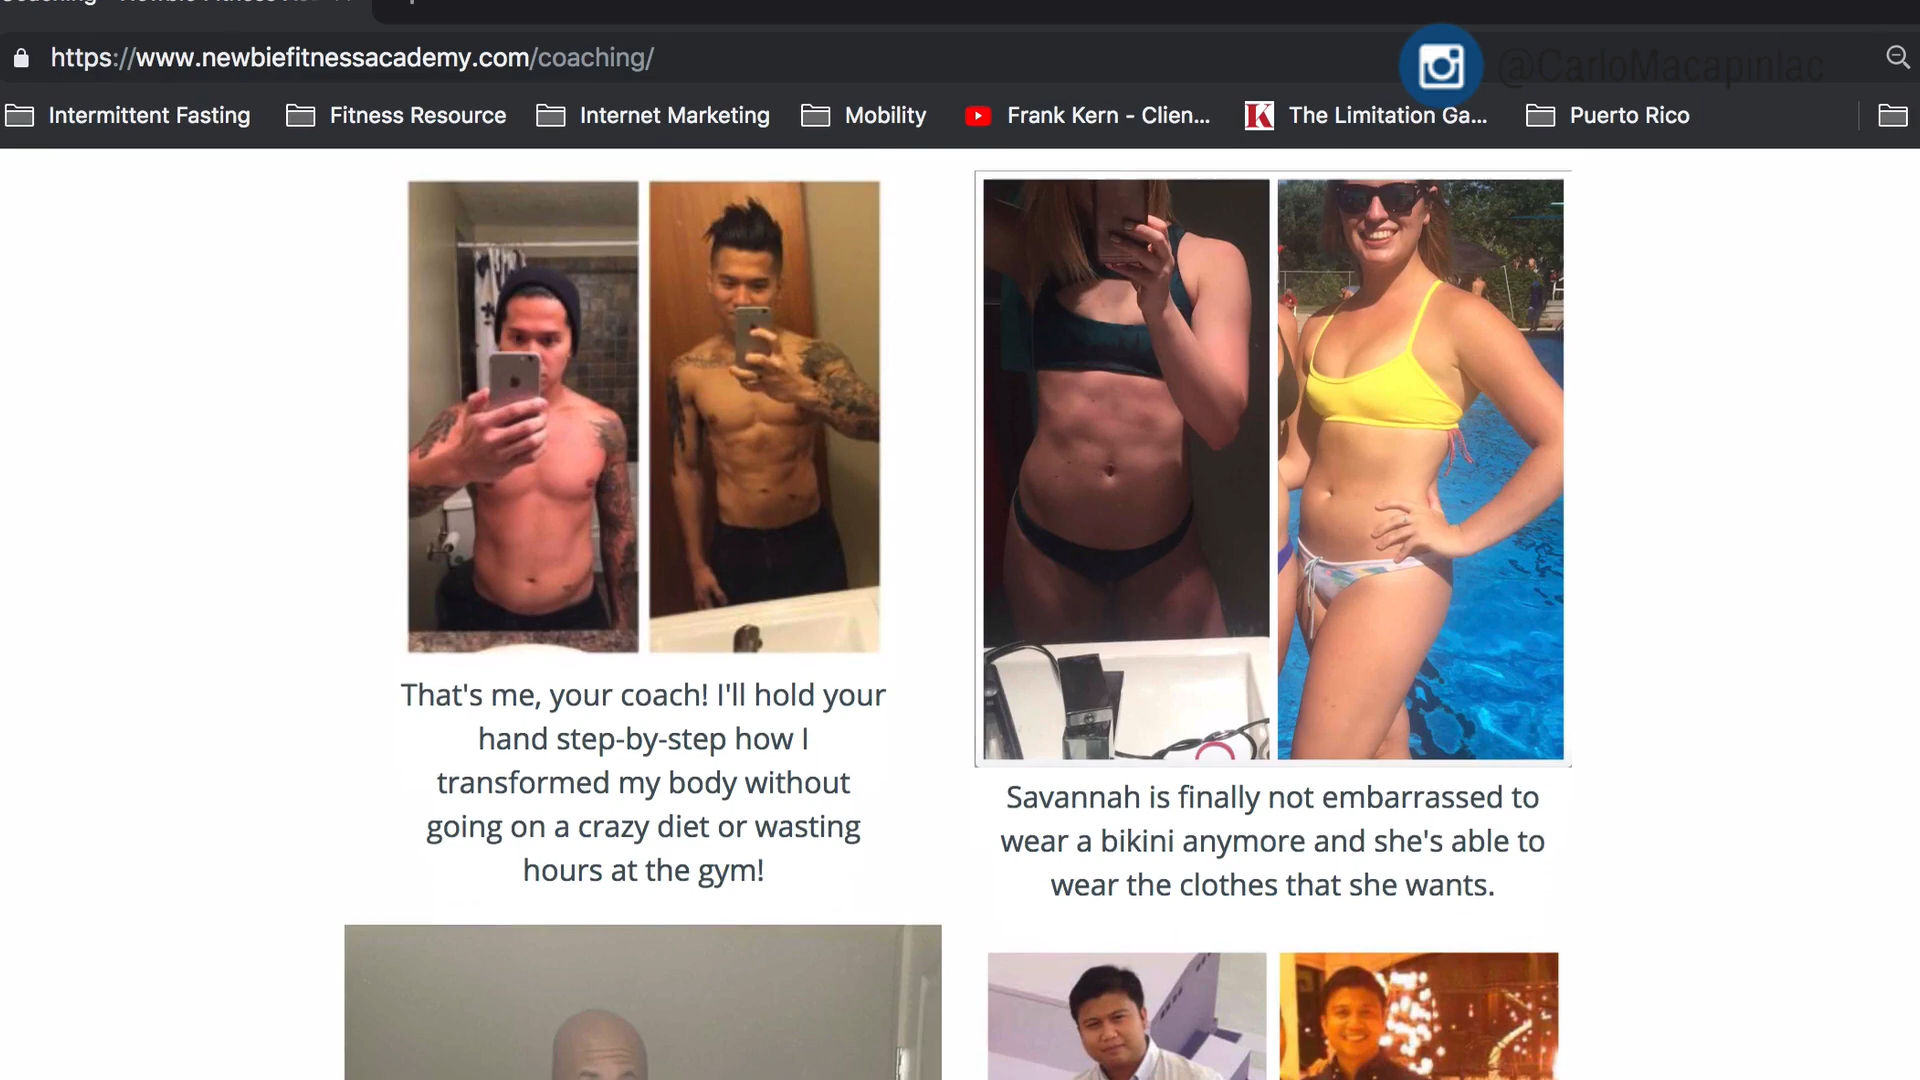 https://www.newbiefitnessacademy.com/coaching/
@CarloMacapinlac
Intermittent Fasting
Fitness Resource
Internet Marketing
Mobility
Frank Kern - Clien...
The Limitation Ga...
Puerto Rico
That's me, your coach! I'll hold your
hand step-by-step how I
transformed my body without
going on a crazy diet or wasting
hours at the gym!
Savannah is finally not embarrassed to
wear a bikini anymore and she's able to
wear the clothes that she wants.